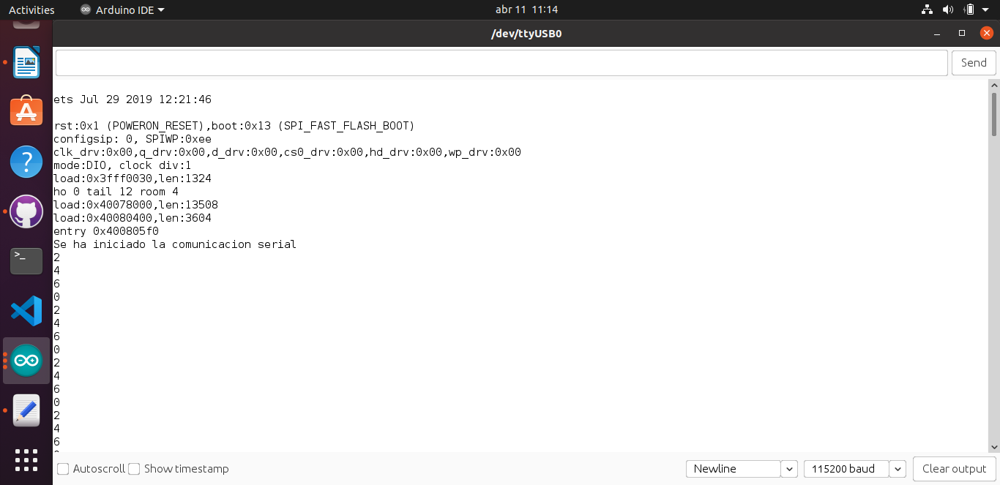 Activities Arduino IDE abr 11 11:14
/dev/ttyUSB0
Send
ets Jul 29 2019 12:21:46
rst:0x1 (POWERON_RESET),boot:0x13 (SPI_FAST_FLASH_BOOT)
configsip: 0, SPIWP:0xee
clk_drv:0x00,q_drv:0x00,d_drv:0x00,cs0_drv:0x00,hd_drv:0x00,wp_drv:0x00
mode:DIO, clock div:1
load:0x3fff0030,len:1324
ho 0 tail 12 room 4
load:0x40078000,len:13508
load:0x40080400,len:3604
entry 0x400805f0
Se ha iniciado la comunicacion serial
2
4
6
0
2
4
6
0
2
4
6
0
2
4
6
Autoscroll Show timestamp Newline 115200 baud Clear output